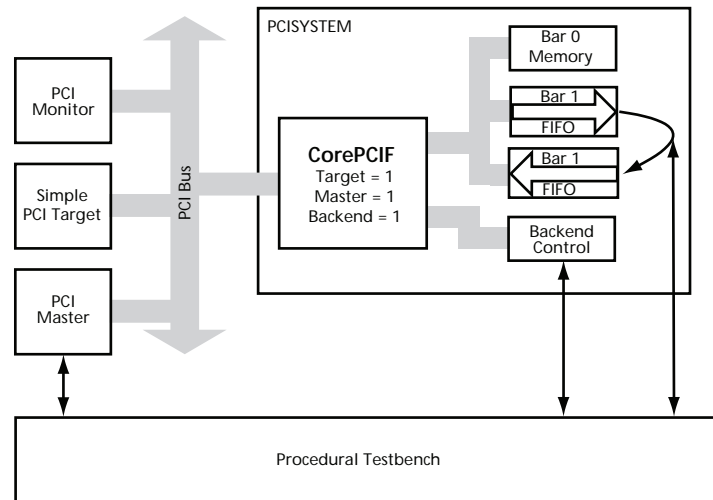 PCISYSTEM
Bar 0
Memory
PCI
Monitor
Bar 1
FIFO
CorePCIF
Target = 1
Master = 1
Backend = 1
Bar 1
FIFO
Simple
PCI Target
PCI Bus
Backend
Control
PCI
Master
Procedural Testbench